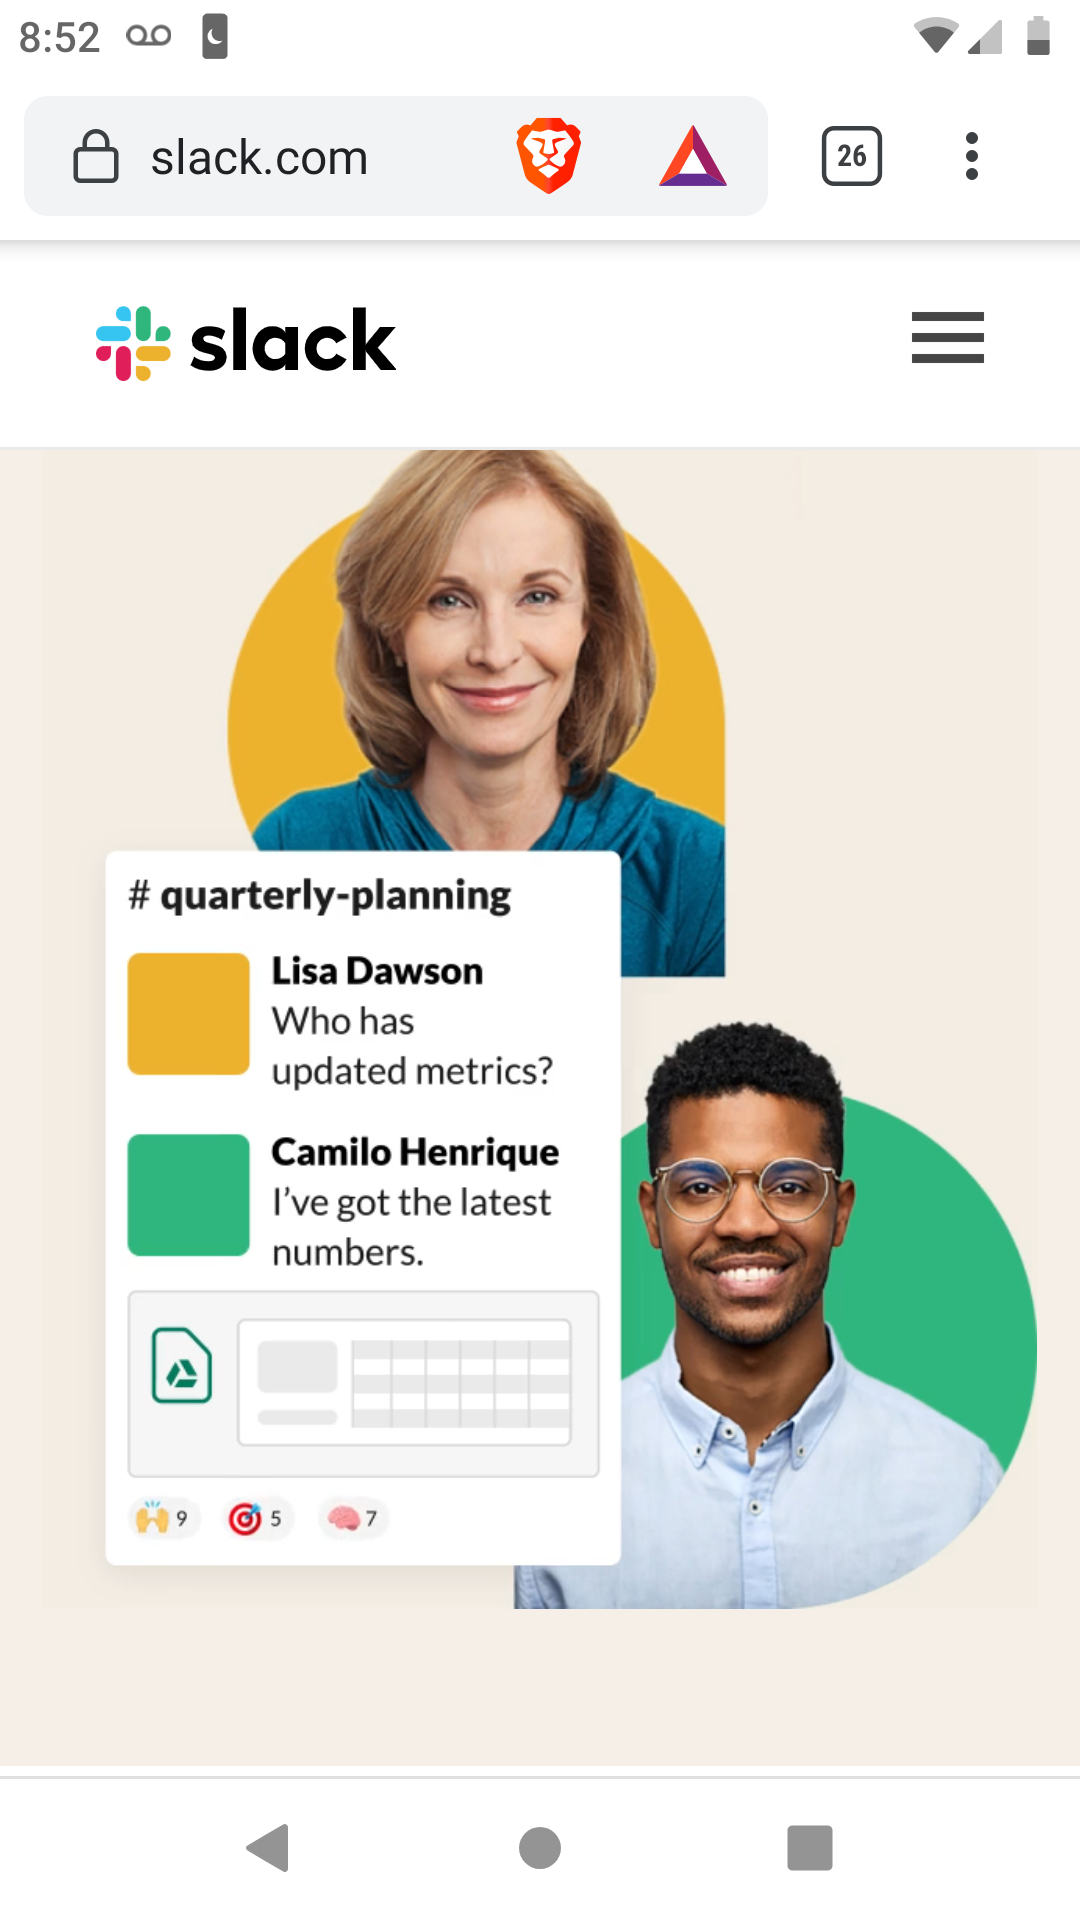 8:52
slack.com
26
slack
# quarterly-planning
Lisa Dawson
Who has
updated metrics?
Camilo Henrique
I’ve got the latest
numbers.
9 5 7